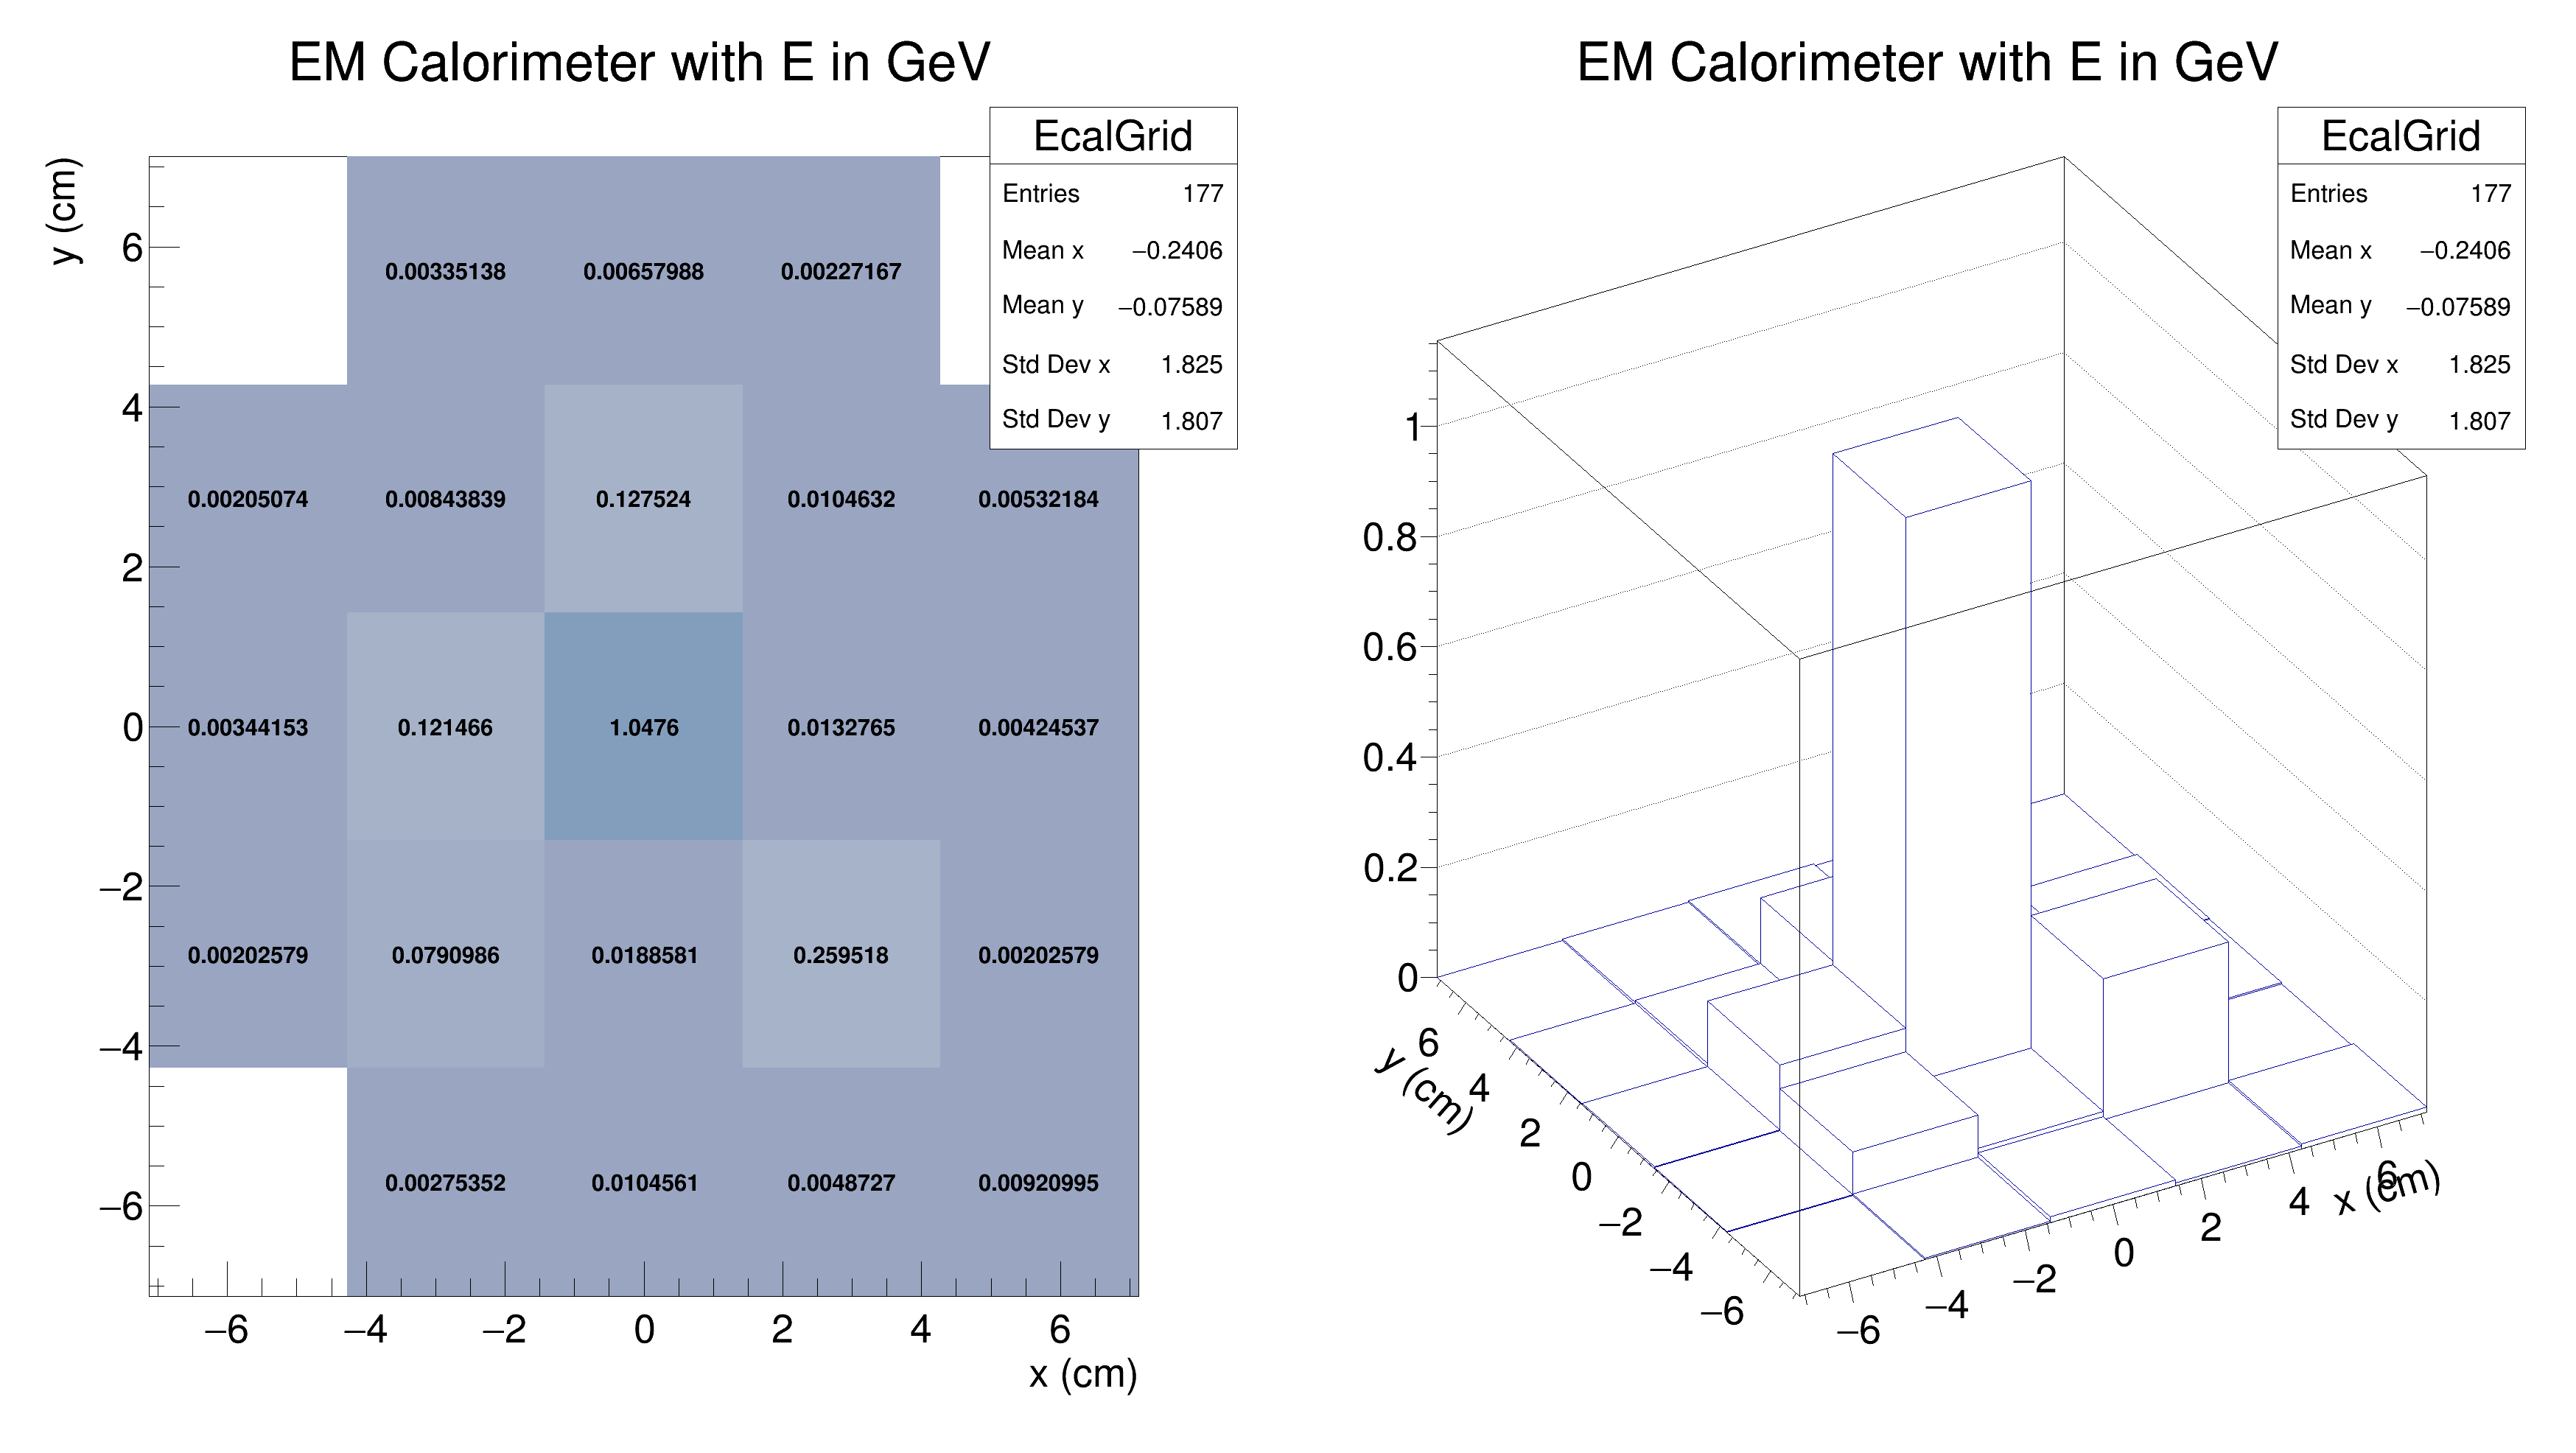 EM Calorimeter with E in GeV
EcalGrid
Entries 177
Mean x −0.2406
Mean y −0.07589
Std Dev x 1.825
Std Dev y 1.807
y (cm)
6
4
2
0
−2
−4
−6
0.00335138 0.00657988 0.00227167
0.00205074 0.00843839 0.127524 0.0104632 0.00532184
0.00344153 0.121466 1.0476 0.0132765 0.00424537
0.00202579 0.0790986 0.0188581 0.259518 0.00202579
0.00275352 0.0104561 0.0048727 0.00920995
−6 −4 −2 0 2 4 6
x (cm)
EM Calorimeter with E in GeV
EcalGrid
Entries 177
Mean x −0.2406
Mean y −0.07589
Std Dev x 1.825
Std Dev y 1.807
1
0.8
0.6
0.4
0.2
0
y (cm)
6
4
2
0
−2
−4
−6
−6
−4
−2
0
2
4
6
x (cm)